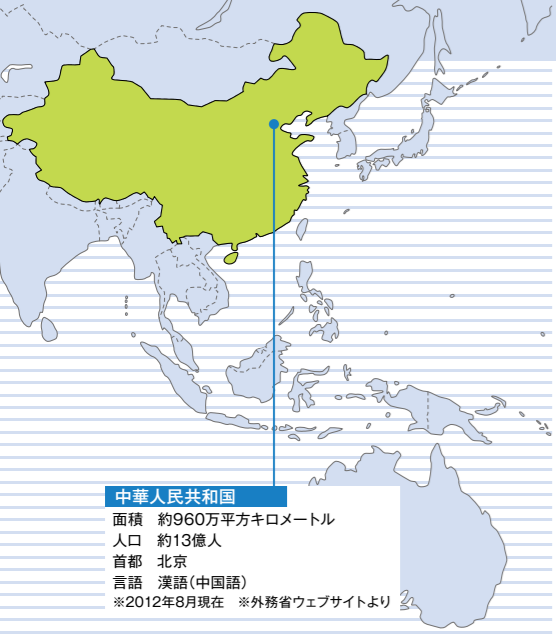 中華人民共和国
面積　約960万平方キロメートル
人口　約13億人
首都　北京
言語　漢語（中国語）
※2012年8月現在　※外務省ウェブサイトより